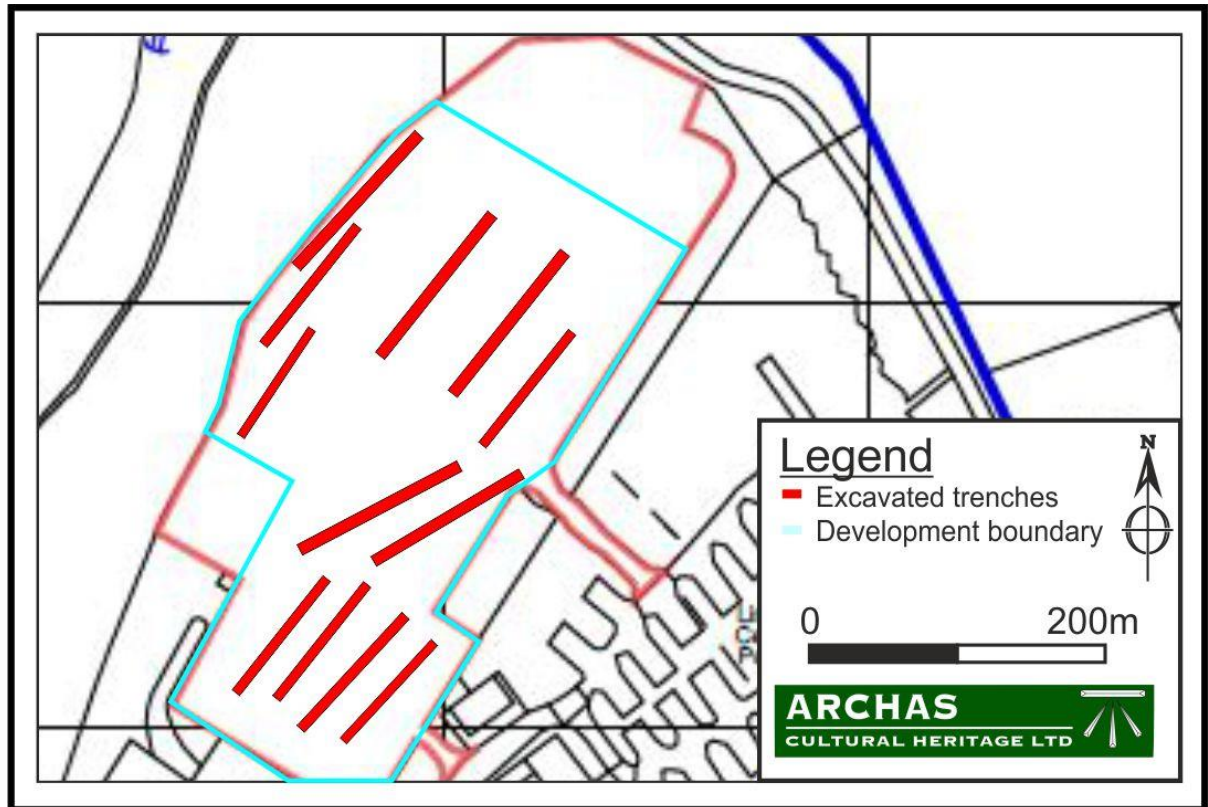 Legend
N
Excavated trenches
Development boundary
0 200m
ARCHAS
CULTURAL HERITAGE LTD